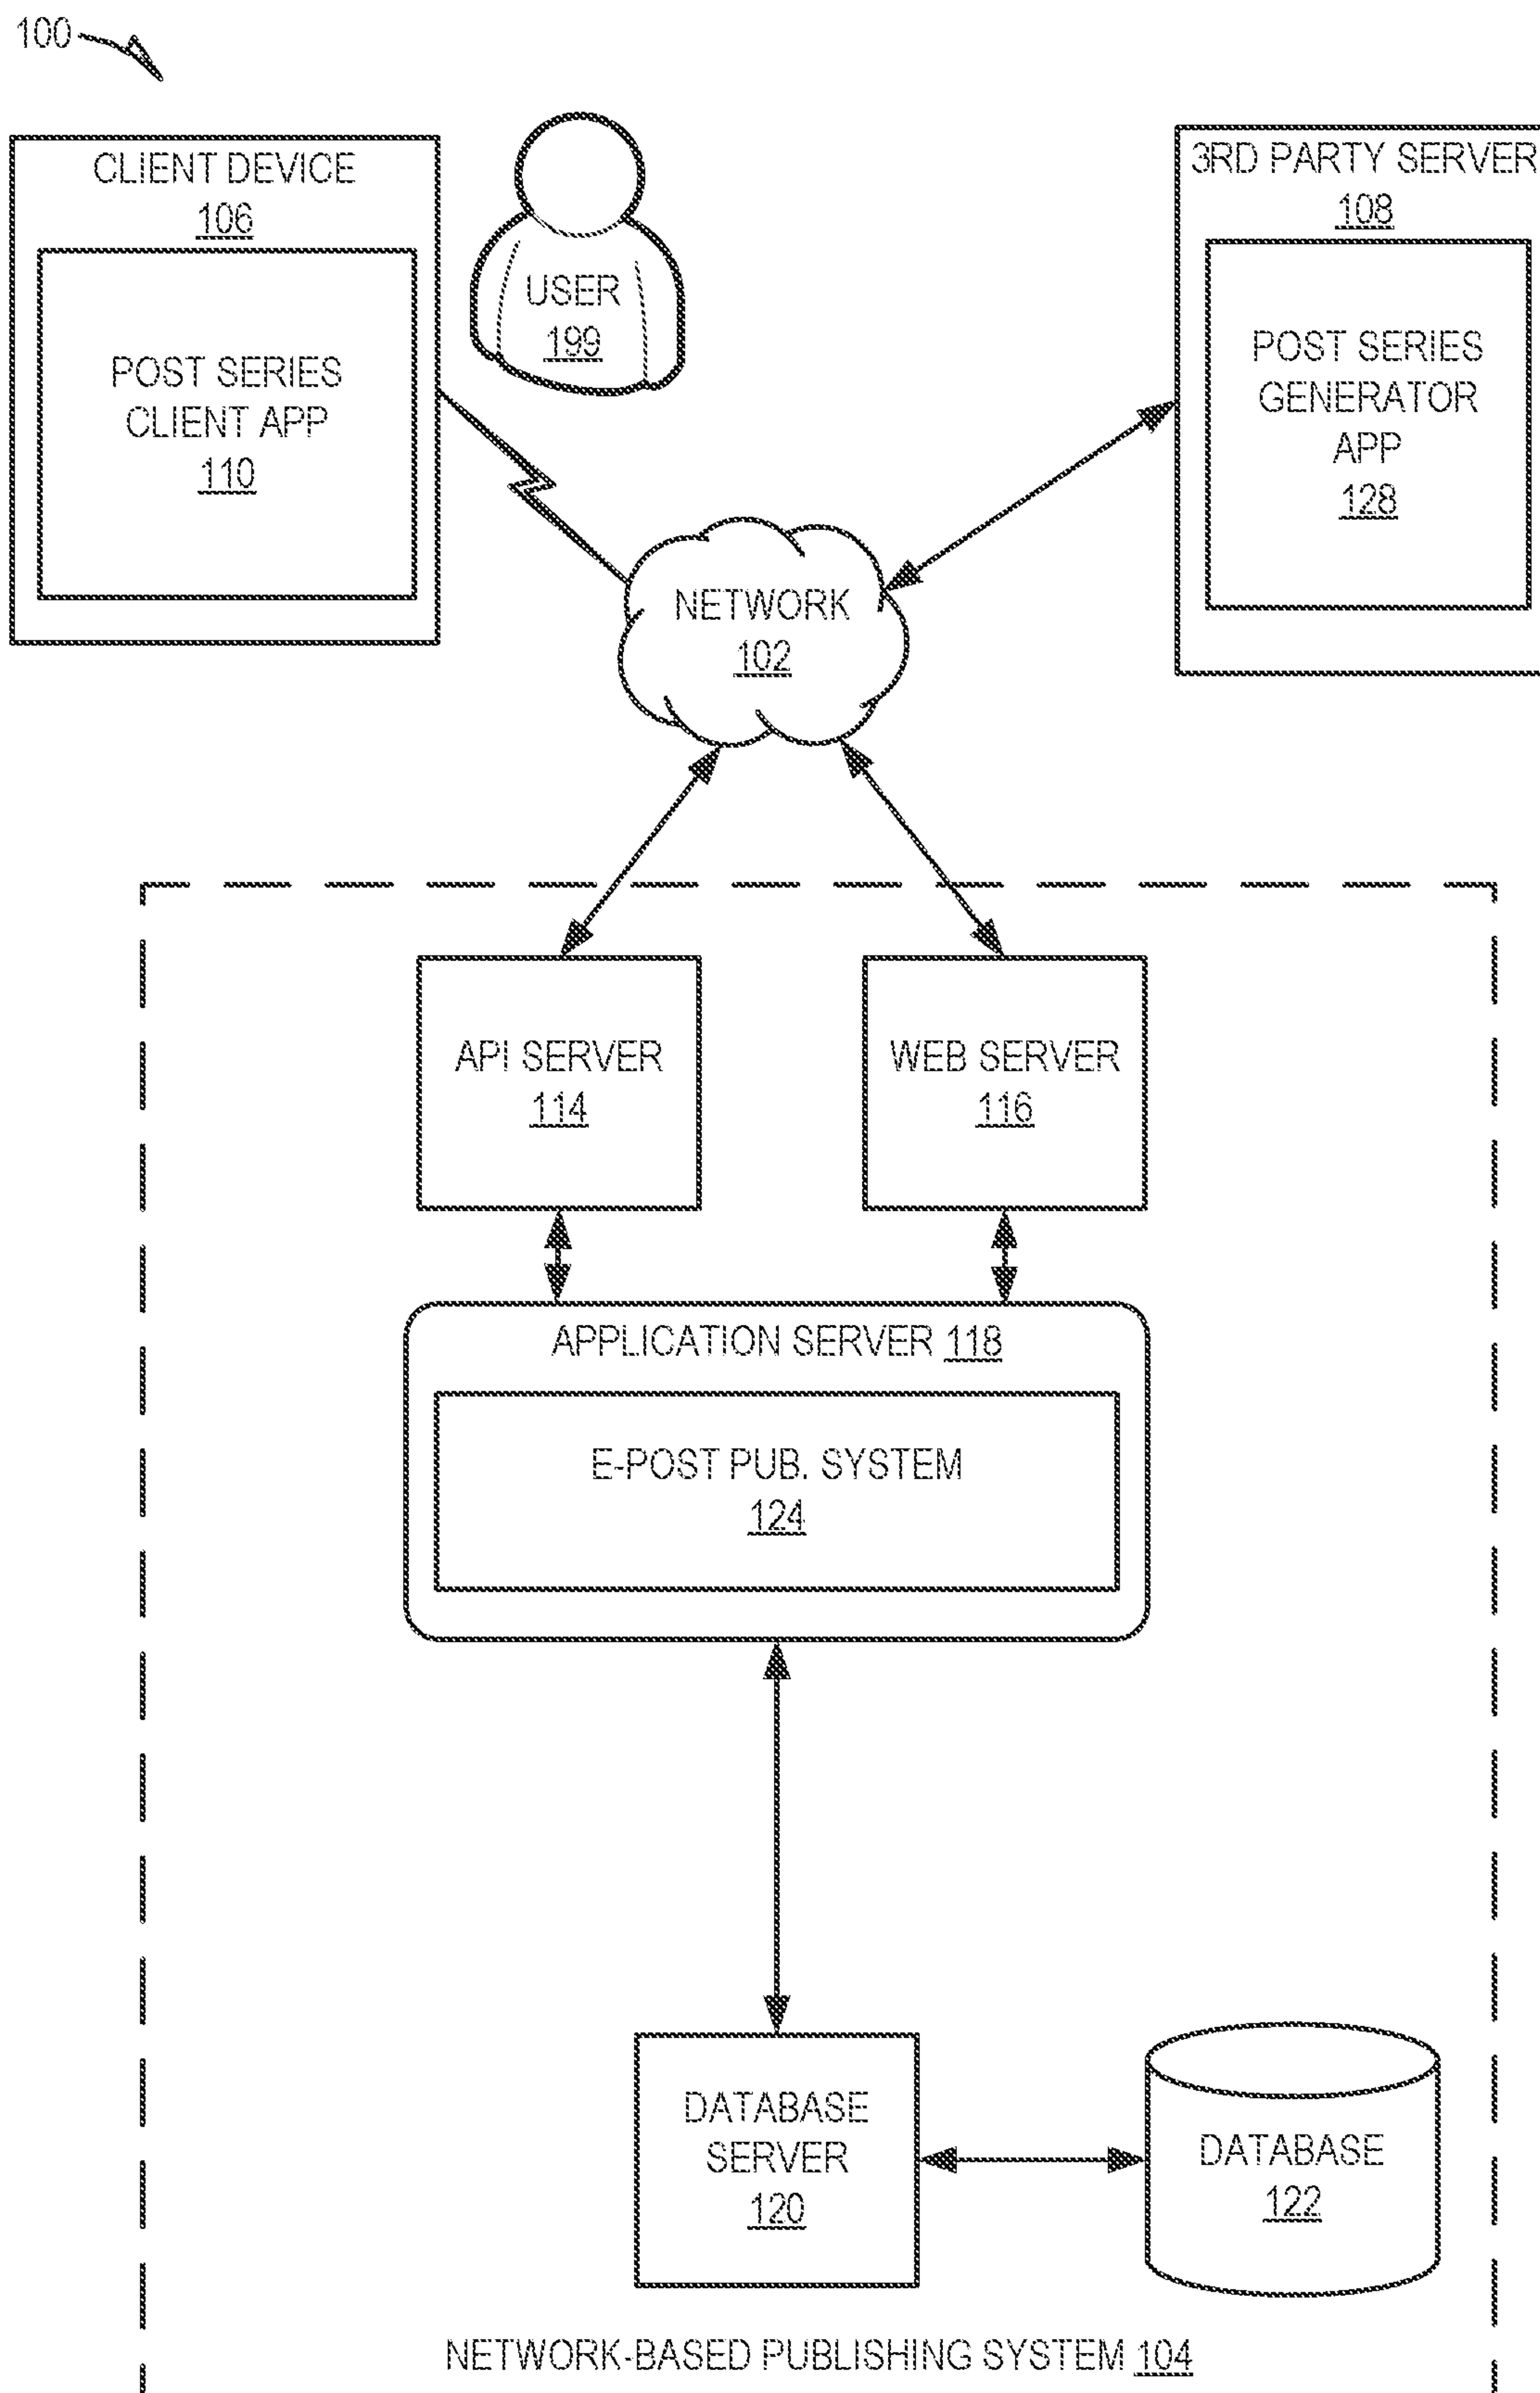 100
CLIENT DEVICE
106
POST SERIES
CLIENT APP
110
USER
199
3RD PARTY SERVER
108
POST SERIES
GENERATOR
APP
128
NETWORK
102
API SERVER
114
WEB SERVER
116
APPLICATION SERVER 118
E-POST PUB. SYSTEM
124
DATABASE
SERVER
120
DATABASE
122
NETWORK-BASED PUBLISHING SYSTEM 104